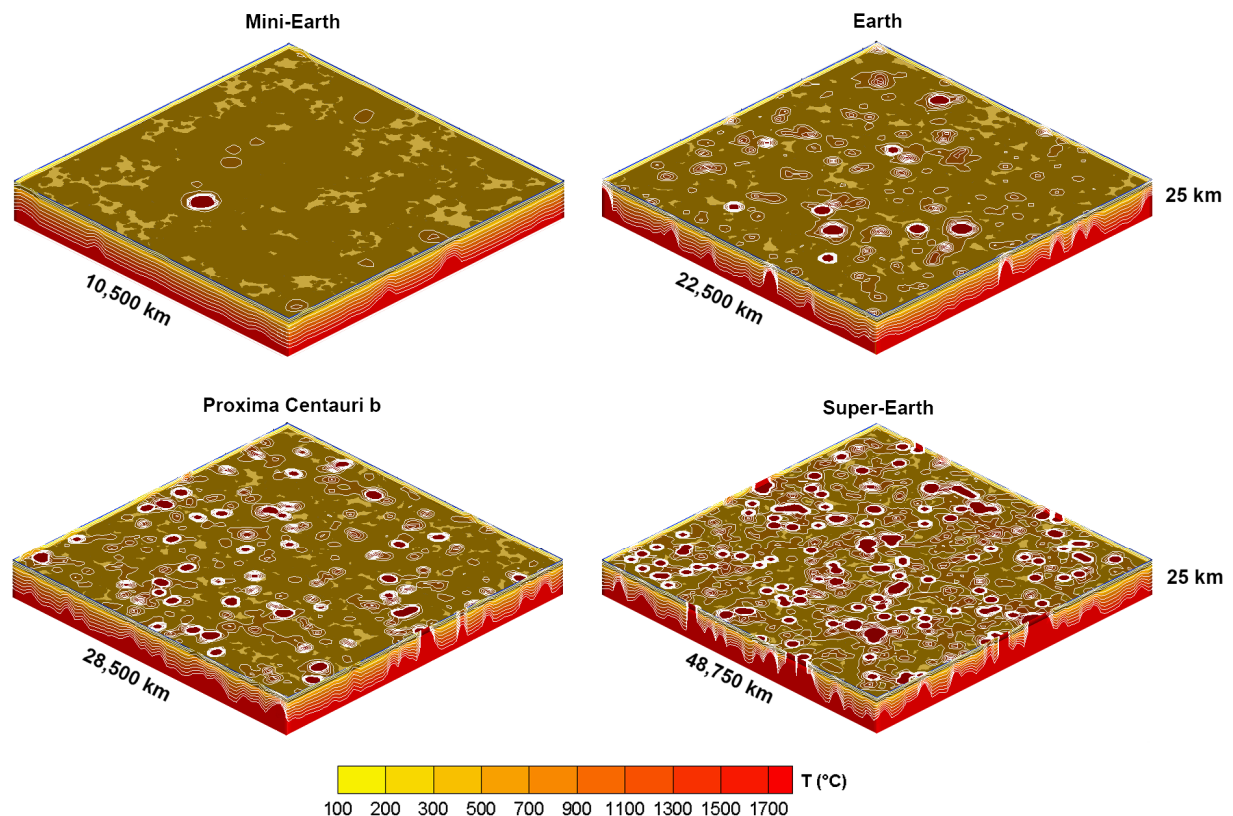 Mini-Earth
Earth
25 km
10,500 km
22,500 km
Proxima Centauri b
Super-Earth
25 km
28,500 km
48,750 km
T (°C)
100 200 300 500 700 900 1100 1300 1500 1700